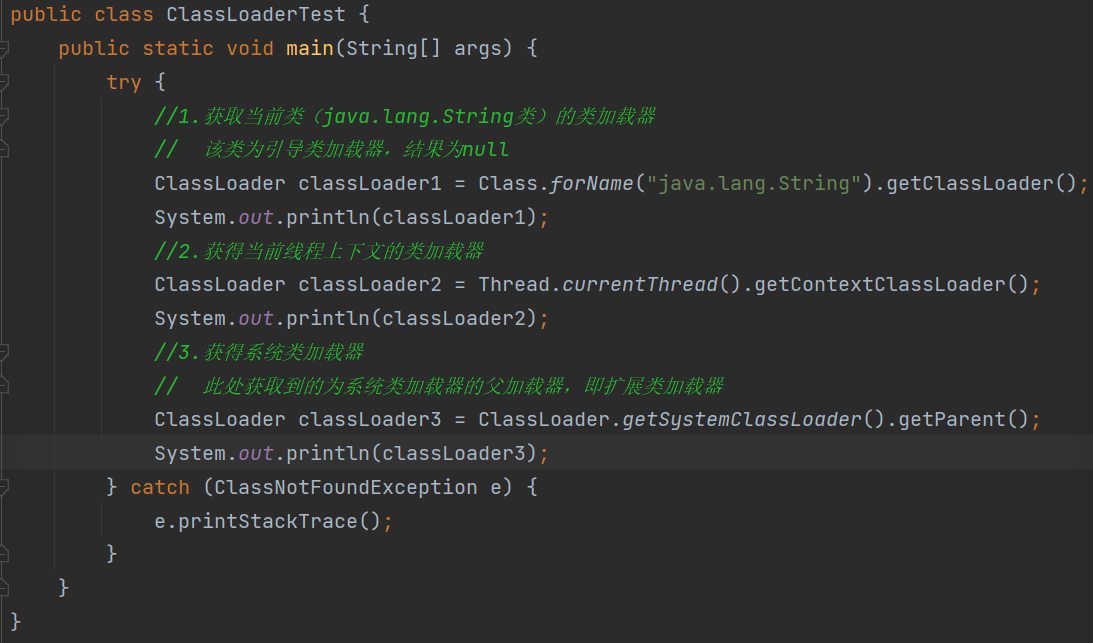 public class ClassLoaderTest {
    public static void main(String[] args) {
        try {
            //1.获取当前类（java.lang.String类）的类加载器
            //  该类为引导类加载器，结果为null
            ClassLoader classLoader1 = Class.forName("java.lang.String").getClassLoader();
            System.out.println(classLoader1);
            //2.获得当前线程上下文的类加载器
            ClassLoader classLoader2 = Thread.currentThread().getContextClassLoader();
            System.out.println(classLoader2);
            //3.获得系统类加载器
            //  此处获取到的为系统类加载器的父加载器，即扩展类加载器
            ClassLoader classLoader3 = ClassLoader.getSystemClassLoader().getParent();
            System.out.println(classLoader3);
        } catch (ClassNotFoundException e) {
            e.printStackTrace();
        }
    }
}